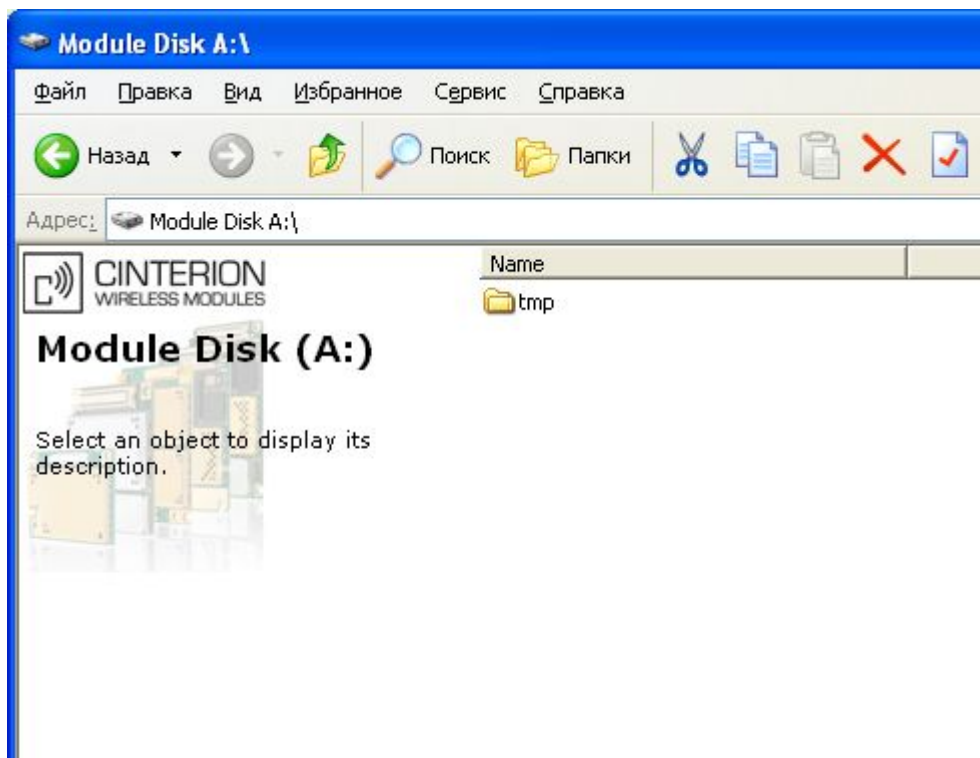 Module Disk A:\
Файл Правка Вид Избранное Сервис Справка
Назад Поиск Папки
Адрес: Module Disk A:\
CINTERION
WIRELESS MODULES
Name
tmp
Module Disk (A:)
Select an object to display its
description.